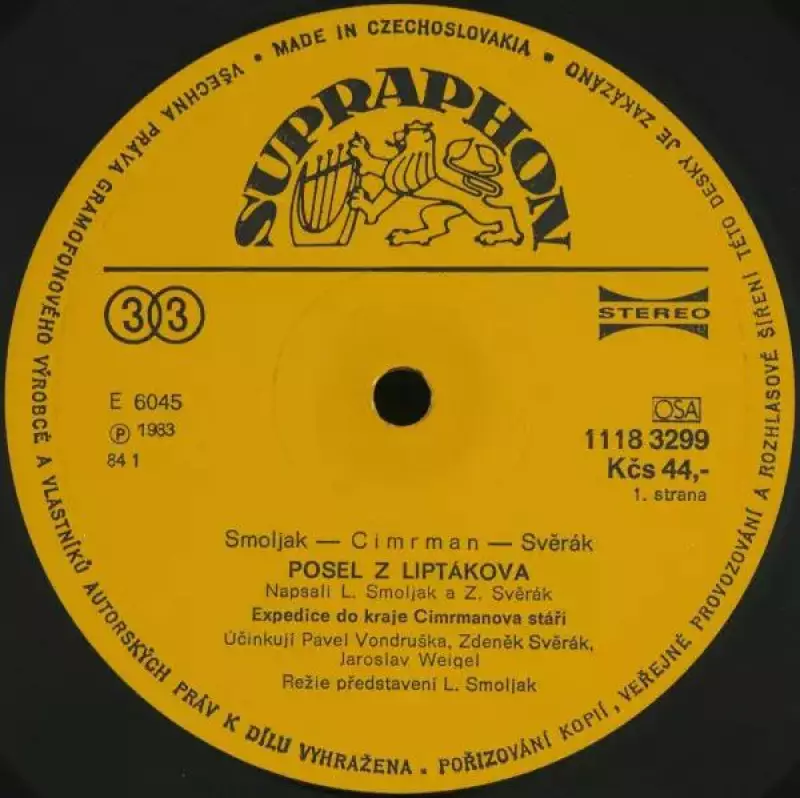 MADE IN CZECHOSLOVAKIA
VŠECHNA PRÁVA GRAMOFONOVÉHO VÝROBCE A VLASTNÍKŮ AUTORSKÝCH PRÁV K DÍLU VYHRAŽENA . POŘIZOVÁNÍ KOPIÍ , VEŘEJNÉ PROVOZOVÁNÍ A ROZHLASOVÉ ŠÍŘENÍ TÉTO DESKY JE ZAKÁZÁNO
SUPRAPHON
33
STEREO
E 6045
℗ 1983
84 1
OSA
1118 3299
Kčs 44,-
1. strana
Smoljak — Cimrman — Svěrák
POSEL Z LIPTÁKOVA
Napsali L. Smoljak a Z. Svěrák
Expedice do kraje Cimrmanova stáří
Účinkují Pavel Vondruška, Zdeněk Svěrák,
Jaroslav Weigel
Režie představení L. Smoljak